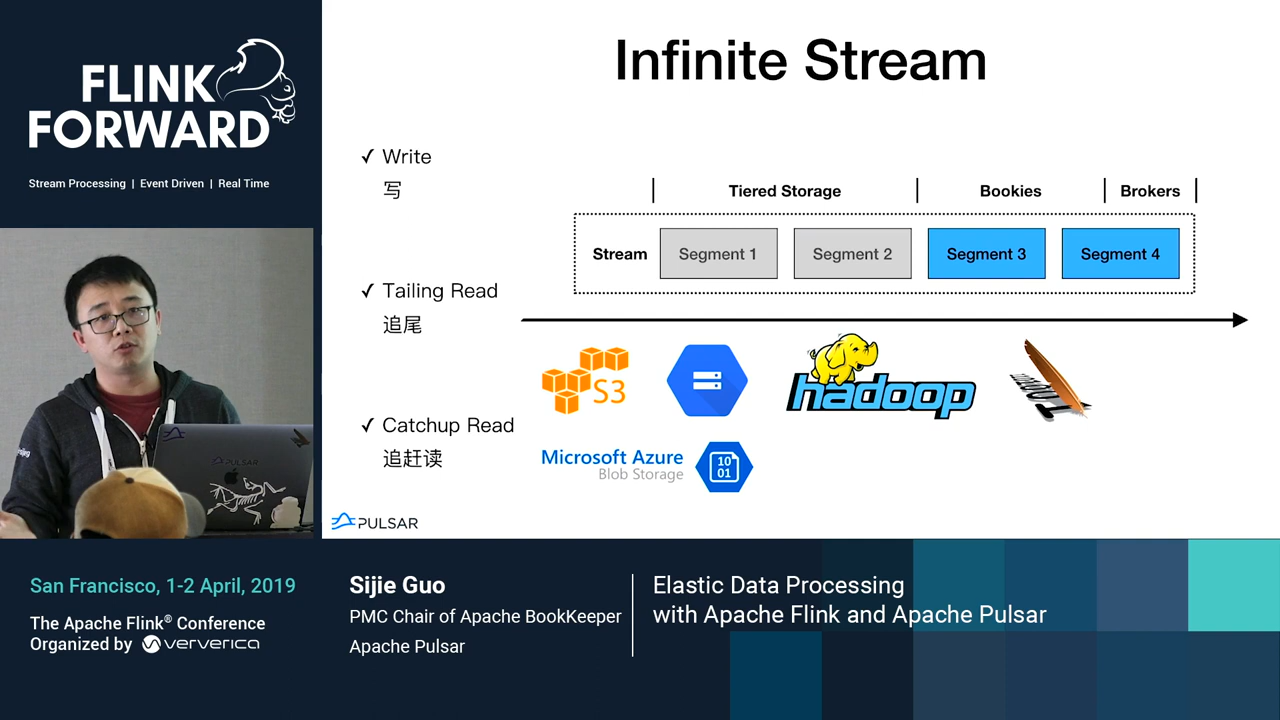 FLINK
FORWARD
Stream Processing | Event Driven | Real Time
Infinite Stream
✓ Write
写
✓ Tailing Read
追尾
✓ Catchup Read
追赶读
Tiered Storage
Bookies
Brokers
Stream
Segment 1
Segment 2
Segment 3
Segment 4
S3
hadoop
Microsoft Azure
Blob Storage
10
01
PULSAR
PULSAR
San Francisco, 1-2 April, 2019
The Apache Flink® Conference
Organized by ververica
Sijie Guo
PMC Chair of Apache BookKeeper
Apache Pulsar
Elastic Data Processing
with Apache Flink and Apache Pulsar